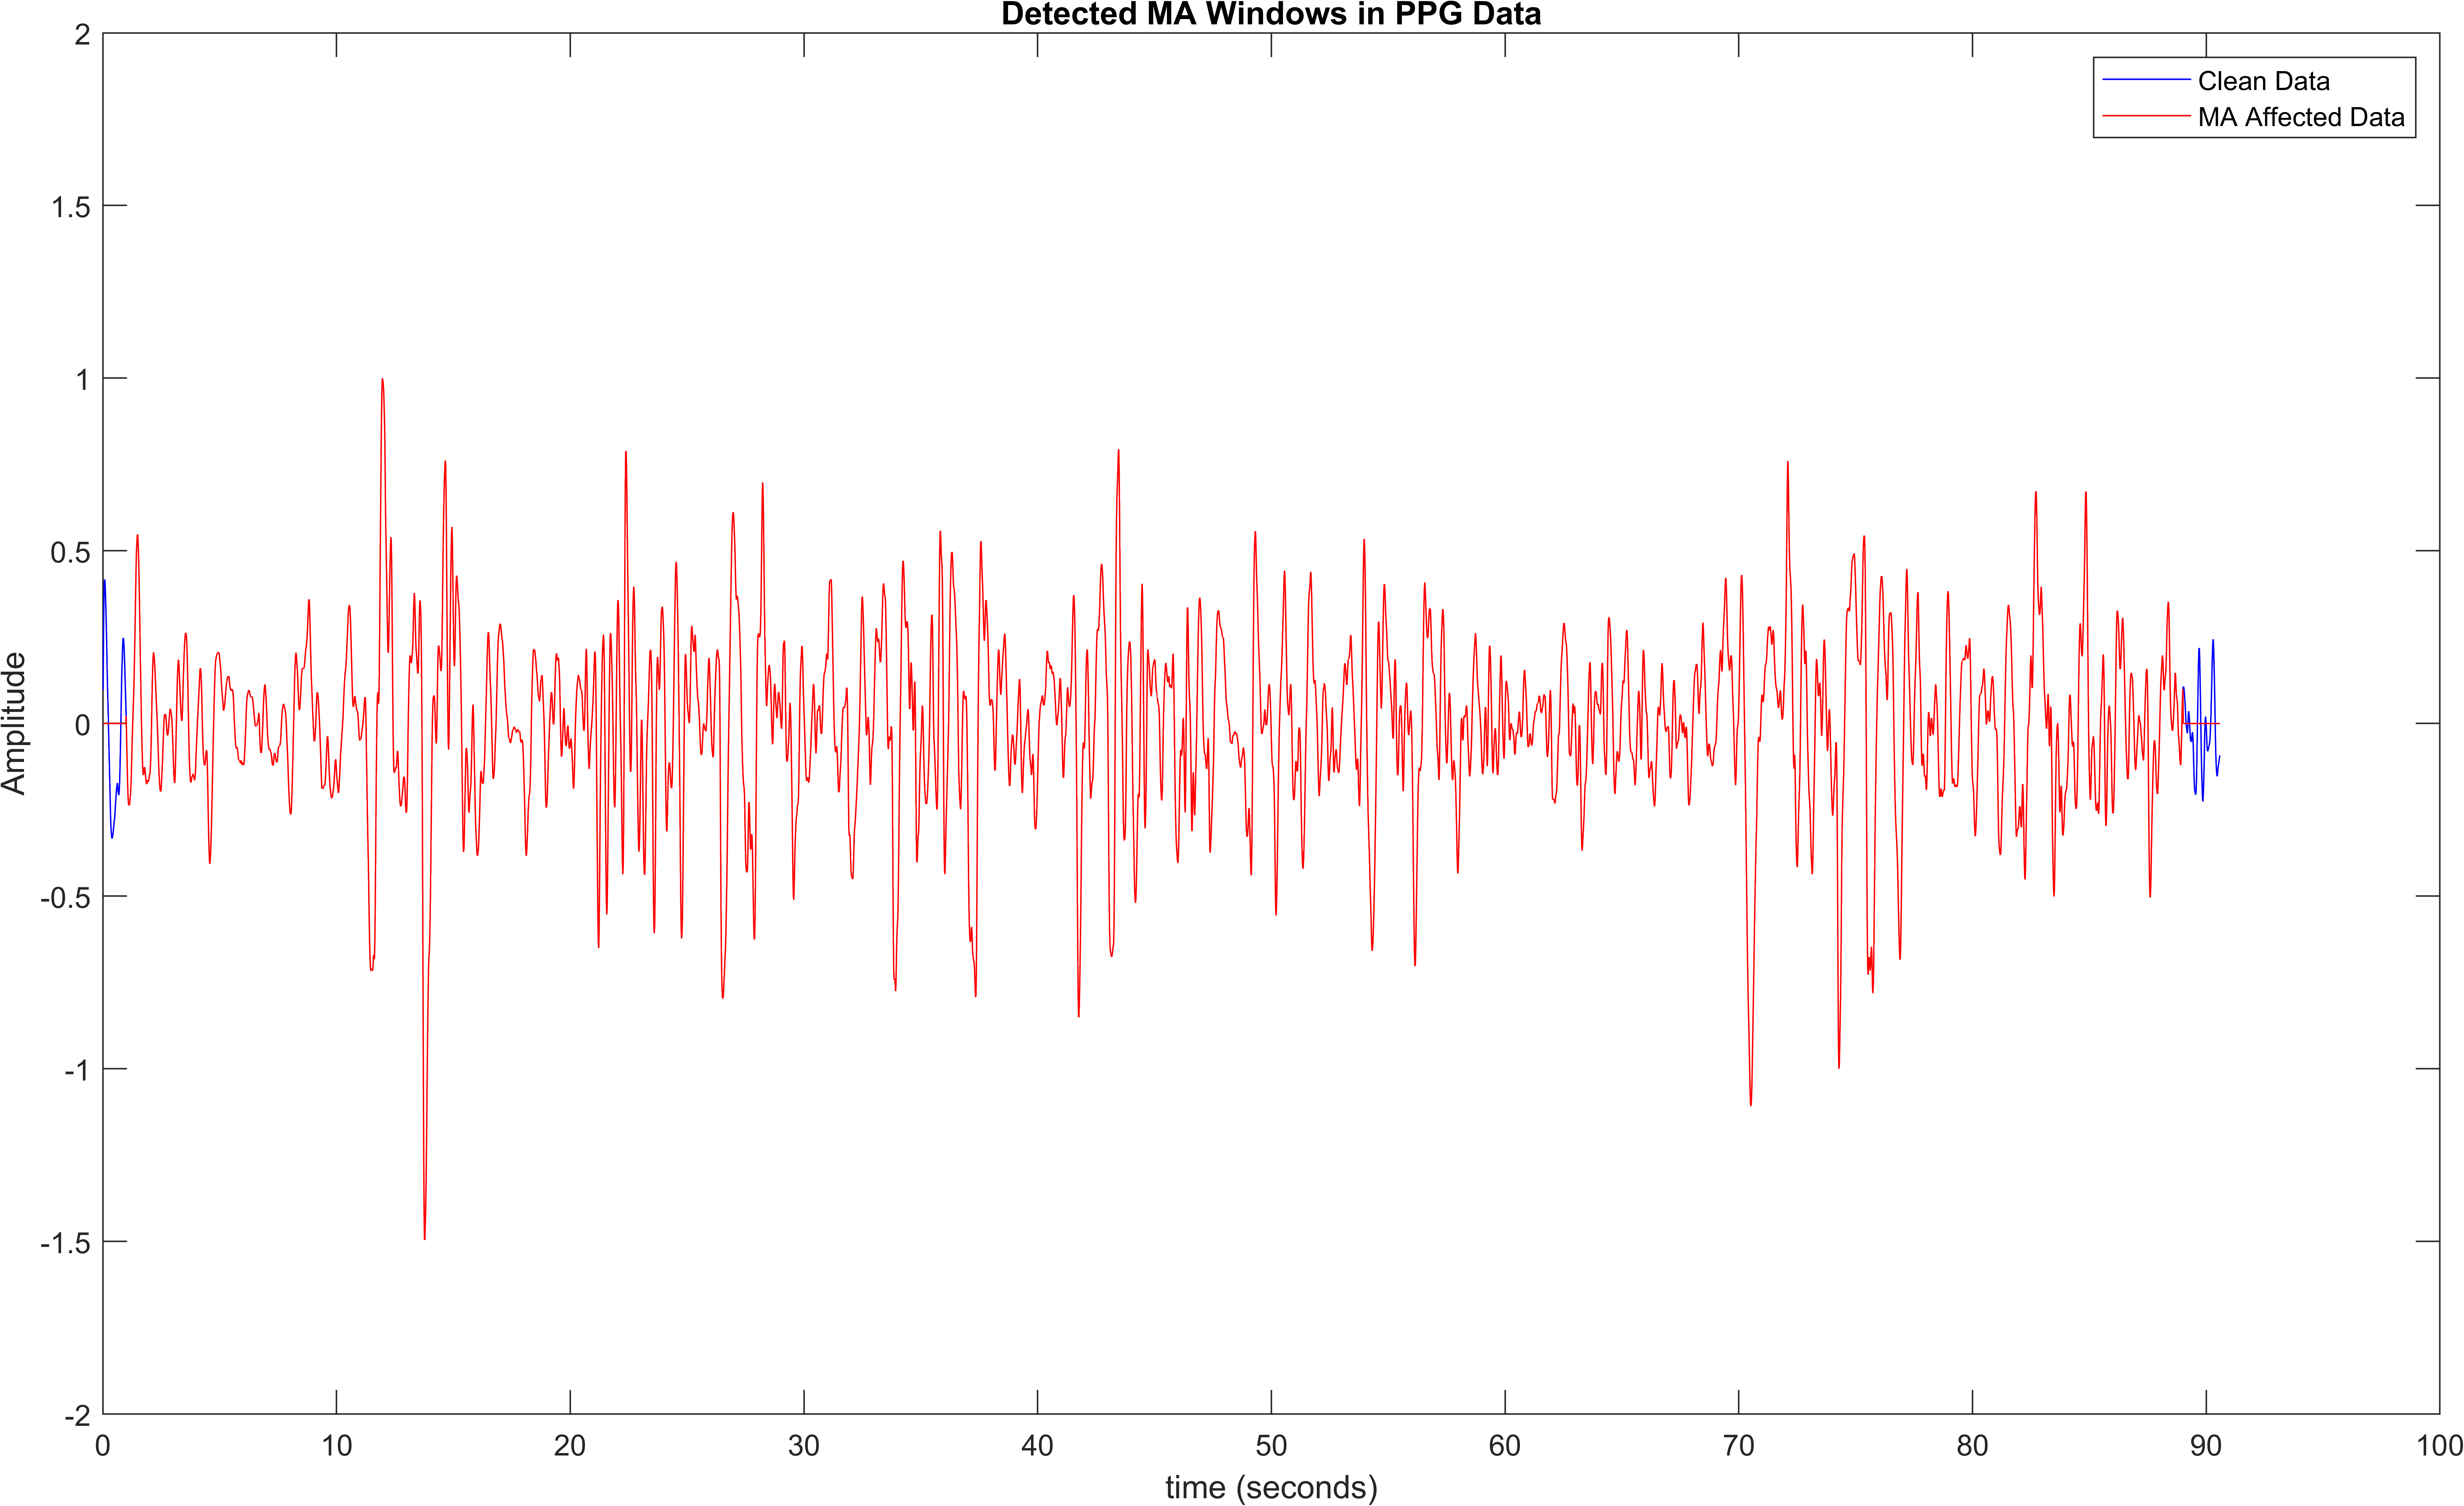 Detected MA Windows in PPG Data
Clean Data
MA Affected Data
Amplitude
2
1.5
1
0.5
0
-0.5
-1
-1.5
-2
0 10 20 30 40 50 60 70 80 90 100
time (seconds)